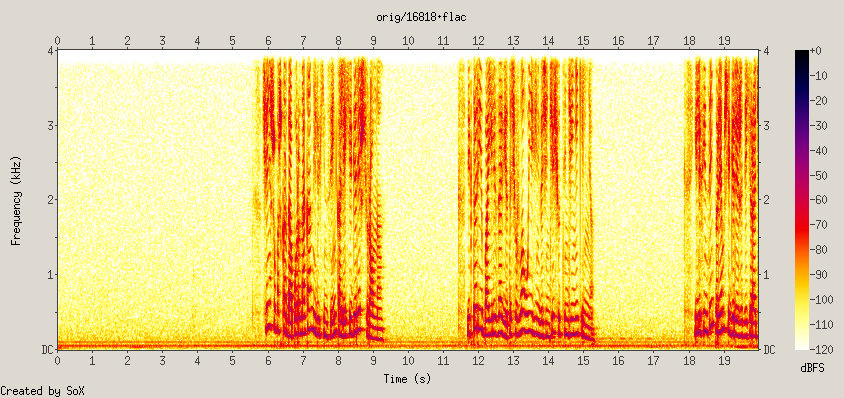 orig/16818·flac
0 1 2 3 4 5 6 7 8 9 10 11 12 13 14 15 16 17 18 19
4 4 +0
-10
-20
3 3 -30
-40
Frequency (kHz)
2 2 -50
-60
-70
1 1 -80
-90
-100
-110
DC DC -120
0 1 2 3 4 5 6 7 8 9 10 11 12 13 14 15 16 17 18 19
dBFS
Time (s)
Created by SoX